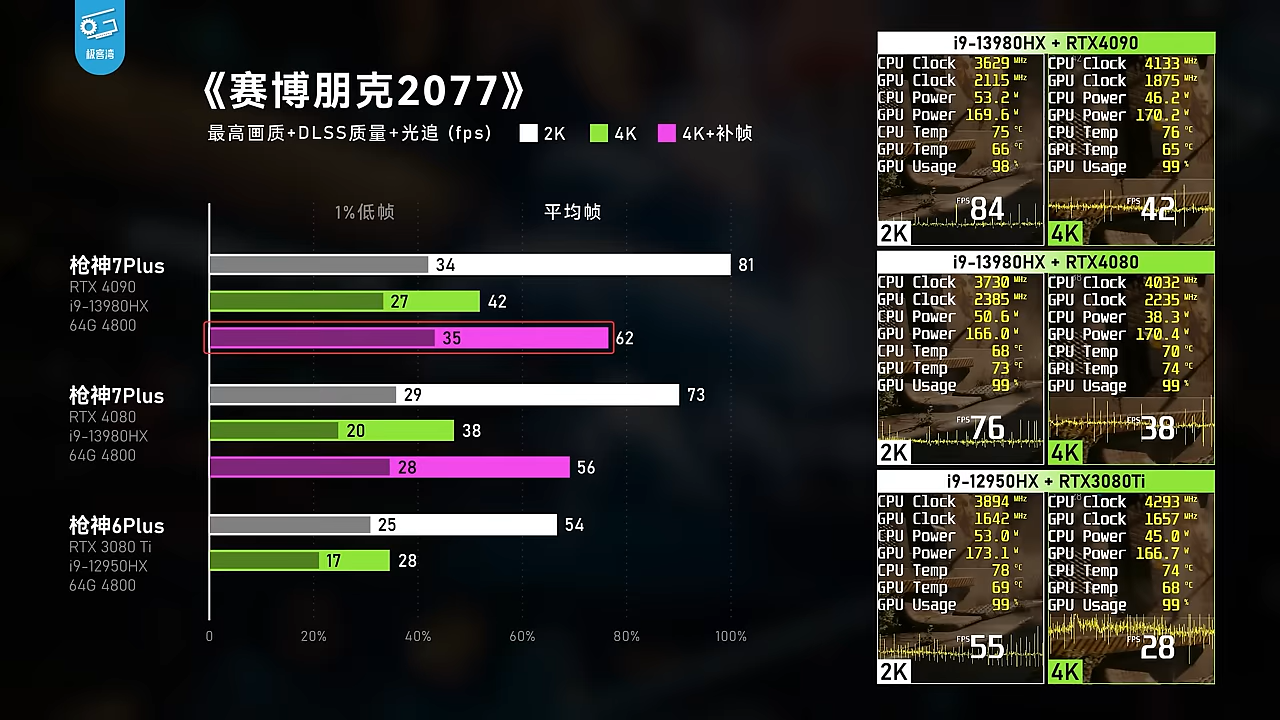 极客湾
《赛博朋克2077》
最高画质+DLSS质量+光追 (fps) 2K 4K 4K+补帧
1%低帧 平均帧
枪神7Plus
RTX 4090
i9-13980HX
64G 4800
34 81
27 42
35 62
枪神7Plus
RTX 4080
i9-13980HX
64G 4800
29 73
20 38
28 56
枪神6Plus
RTX 3080 Ti
i9-12950HX
64G 4800
25 54
17 28
0 20% 40% 60% 80% 100%
i9-13980HX + RTX4090
CPU Clock 3629 MHz
GPU Clock 2115 MHz
CPU Power 53.2 W
GPU Power 169.6 W
CPU Temp 75 °C
GPU Temp 66 °C
GPU Usage 98 %
FPS 84
2K
CPU Clock 4133 MHz
GPU Clock 1875 MHz
CPU Power 46.2 W
GPU Power 170.2 W
CPU Temp 76 °C
GPU Temp 65 °C
GPU Usage 99 %
FPS 42
4K
i9-13980HX + RTX4080
CPU Clock 3730 MHz
GPU Clock 2385 MHz
CPU Power 50.6 W
GPU Power 166.0 W
CPU Temp 68 °C
GPU Temp 73 °C
GPU Usage 99 %
FPS 76
2K
CPU Clock 4032 MHz
GPU Clock 2235 MHz
CPU Power 38.3 W
GPU Power 170.4 W
CPU Temp 70 °C
GPU Temp 74 °C
GPU Usage 99 %
FPS 38
4K
i9-12950HX + RTX3080Ti
CPU Clock 3894 MHz
GPU Clock 1642 MHz
CPU Power 53.0 W
GPU Power 173.1 W
CPU Temp 78 °C
GPU Temp 69 °C
GPU Usage 99 %
FPS 55
2K
CPU Clock 4293 MHz
GPU Clock 1657 MHz
CPU Power 45.0 W
GPU Power 166.7 W
CPU Temp 74 °C
GPU Temp 68 °C
GPU Usage 99 %
FPS 28
4K